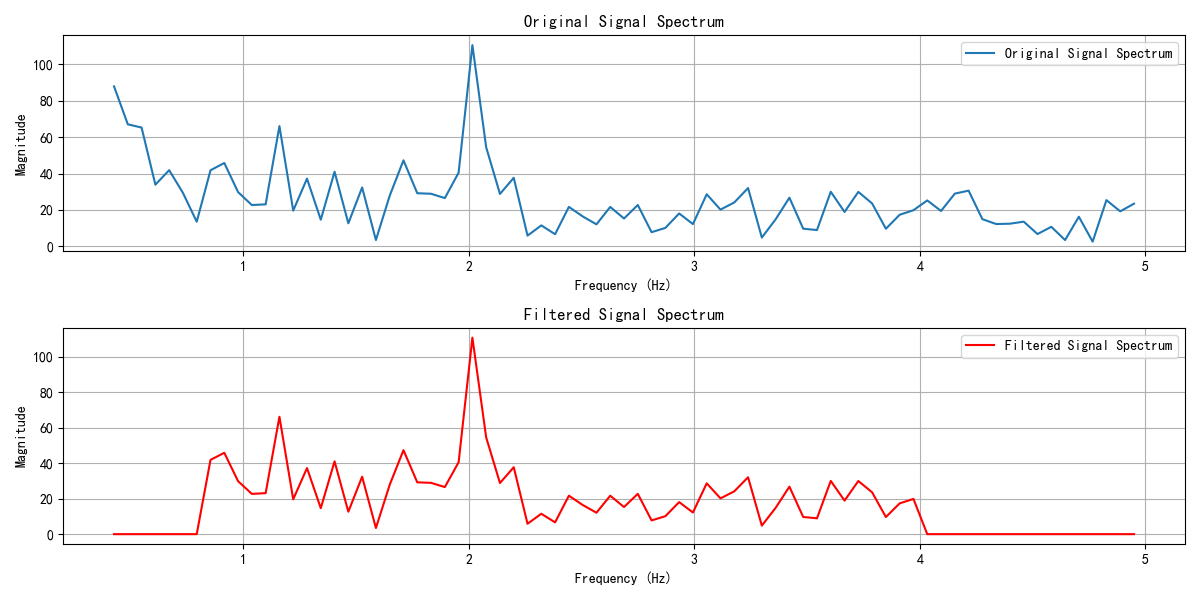 Original Signal Spectrum
Original Signal Spectrum
100
80
60
40
20
0
Magnitude
1
2
3
4
5
Frequency (Hz)
Filtered Signal Spectrum
Filtered Signal Spectrum
100
80
60
40
20
0
Magnitude
1
2
3
4
5
Frequency (Hz)